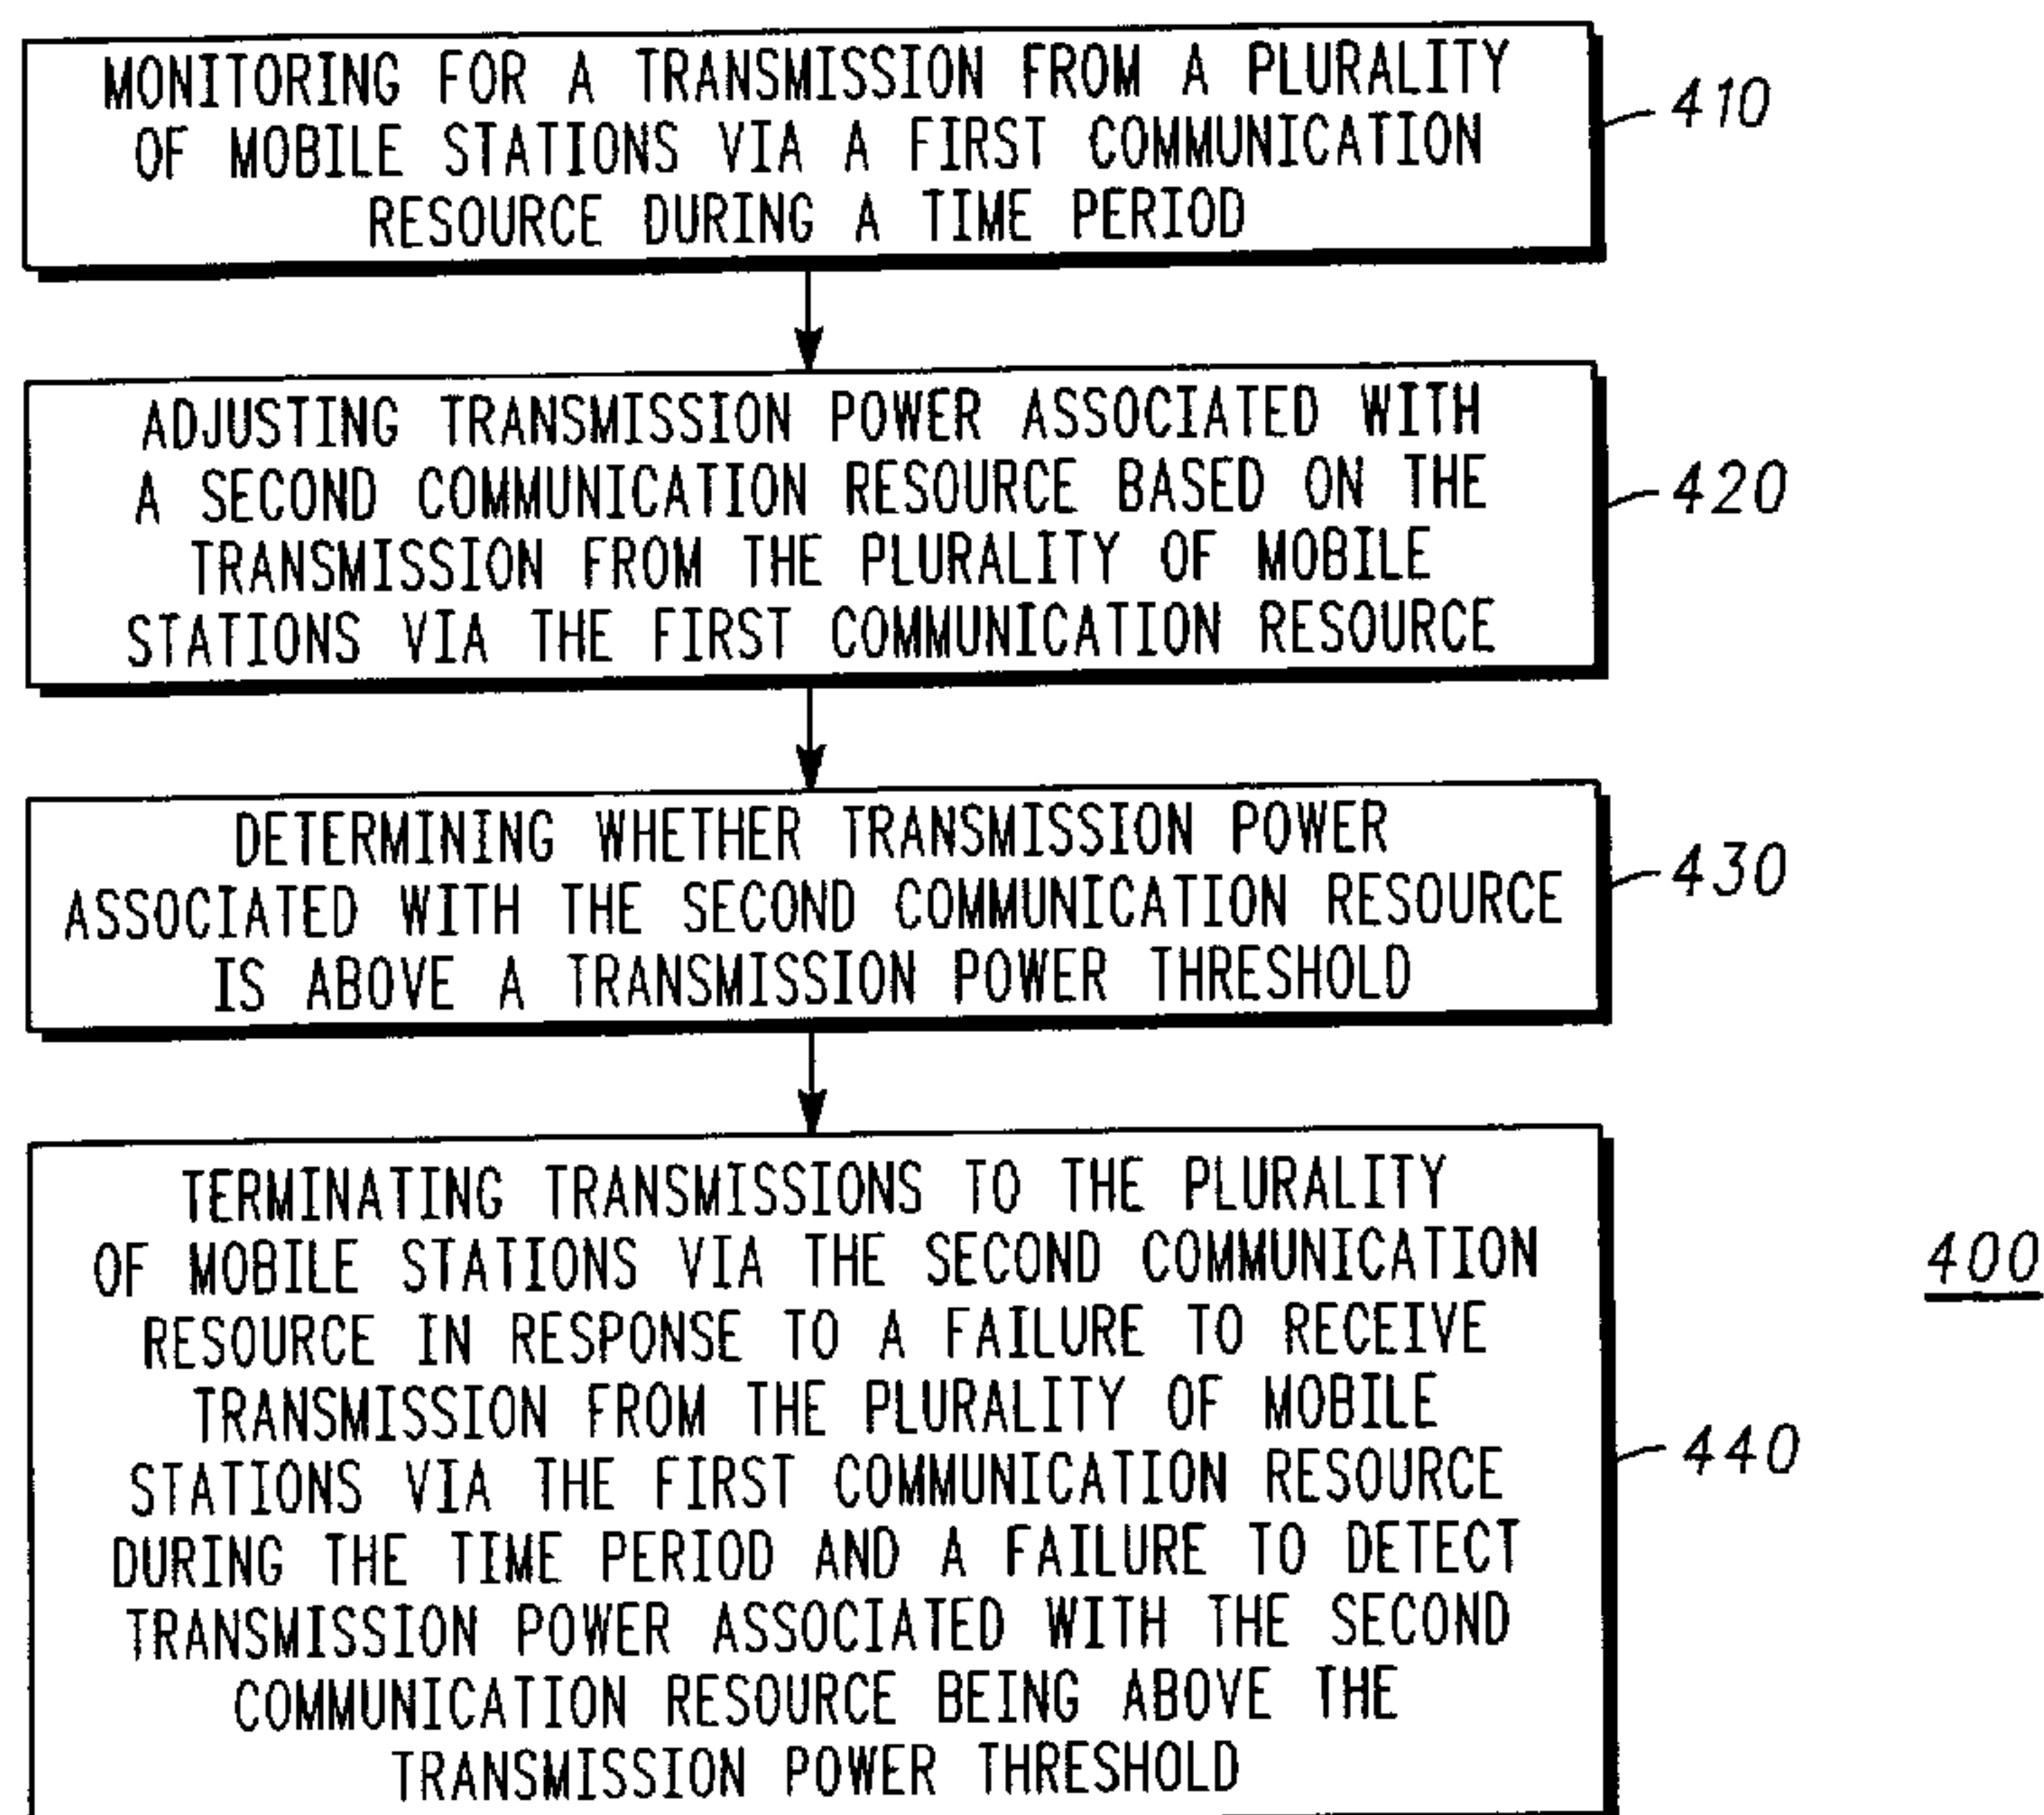 MONITORING FOR A TRANSMISSION FROM A PLURALITY
OF MOBILE STATIONS VIA A FIRST COMMUNICATION
RESOURCE DURING A TIME PERIOD
410
ADJUSTING TRANSMISSION POWER ASSOCIATED WITH
A SECOND COMMUNICATION RESOURCE BASED ON THE
TRANSMISSION FROM THE PLURALITY OF MOBILE
STATIONS VIA THE FIRST COMMUNICATION RESOURCE
420
DETERMINING WHETHER TRANSMISSION POWER
ASSOCIATED WITH THE SECOND COMMUNICATION RESOURCE
IS ABOVE A TRANSMISSION POWER THRESHOLD
430
TERMINATING TRANSMISSIONS TO THE PLURALITY
OF MOBILE STATIONS VIA THE SECOND COMMUNICATION
RESOURCE IN RESPONSE TO A FAILURE TO RECEIVE
TRANSMISSION FROM THE PLURALITY OF MOBILE
STATIONS VIA THE FIRST COMMUNICATION RESOURCE
DURING THE TIME PERIOD AND A FAILURE TO DETECT
TRANSMISSION POWER ASSOCIATED WITH THE SECOND
COMMUNICATION RESOURCE BEING ABOVE THE
TRANSMISSION POWER THRESHOLD
440
400